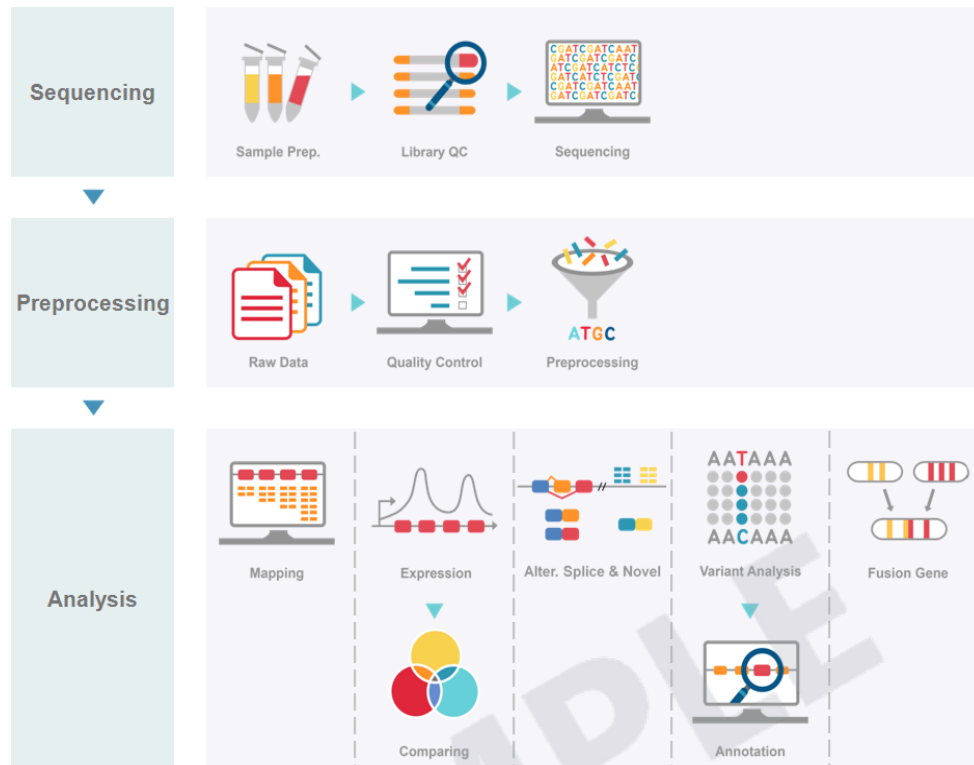 Sequencing
CGATCGATCAAT
GATCGATCGATC
ATCGATCATCTC
GATCATCTCGAT
CGATCGATCAAT
GATCGATCGATC
Sample Prep.
Library QC
Sequencing
Preprocessing
ATGC
Raw Data
Quality Control
Preprocessing
Analysis
AATAAA
AACAAA
Mapping
Expression
Alter. Splice & Novel
Variant Analysis
Fusion Gene
Comparing
Annotation
MPLE